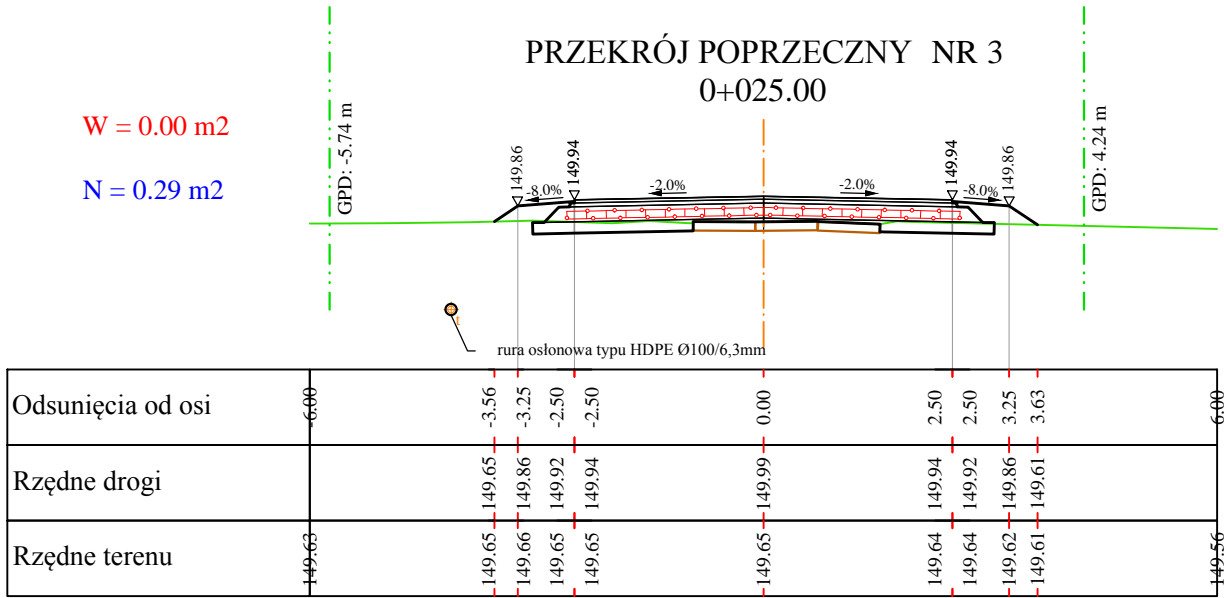 PRZEKRÓJ POPRZECZNY NR 3
0+025.00
W = 0.00 m2
N = 0.29 m2
GPD: -5.74 m
GPD: 4.24 m
149.86
149.94
149.94
149.86
-8.0%
-2.0%
-2.0%
-8.0%
t
rura osłonowa typu HDPE Ø100/6,3mm
Odsunięcia od osi
-6.00 -3.56 -3.25 -2.50 -2.50 0.00 2.50 2.50 3.25 3.63 6.00
Rzędne drogi
149.65 149.86 149.92 149.94 149.99 149.94 149.92 149.86 149.61
Rzędne terenu
149.63 149.65 149.66 149.65 149.65 149.65 149.64 149.64 149.62 149.61 149.56